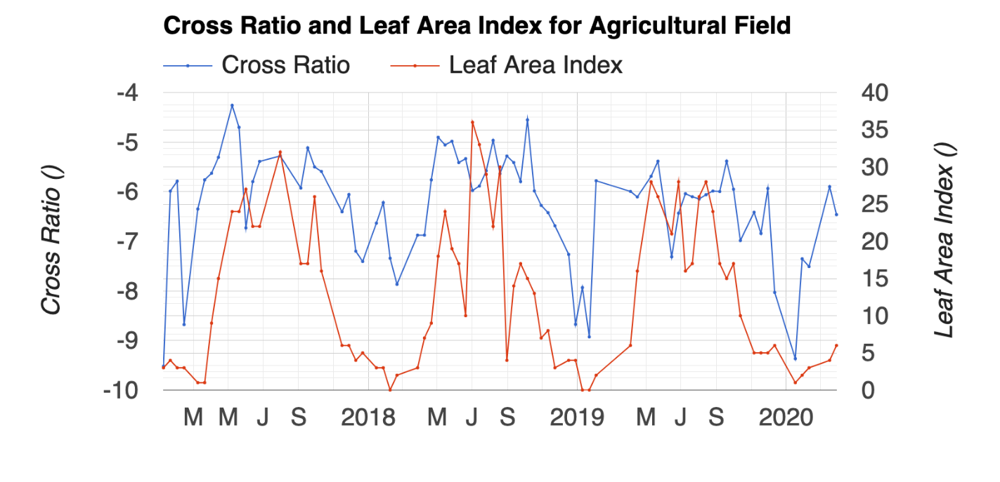 Cross Ratio and Leaf Area Index for Agricultural Field
Cross Ratio Leaf Area Index
-4 40
35
-5
30
-6
25
-7 20
15
-8
10
-9
5
-10 0
Cross Ratio ()
Leaf Area Index ()
M M J S 2018 M J S 2019 M J S 2020